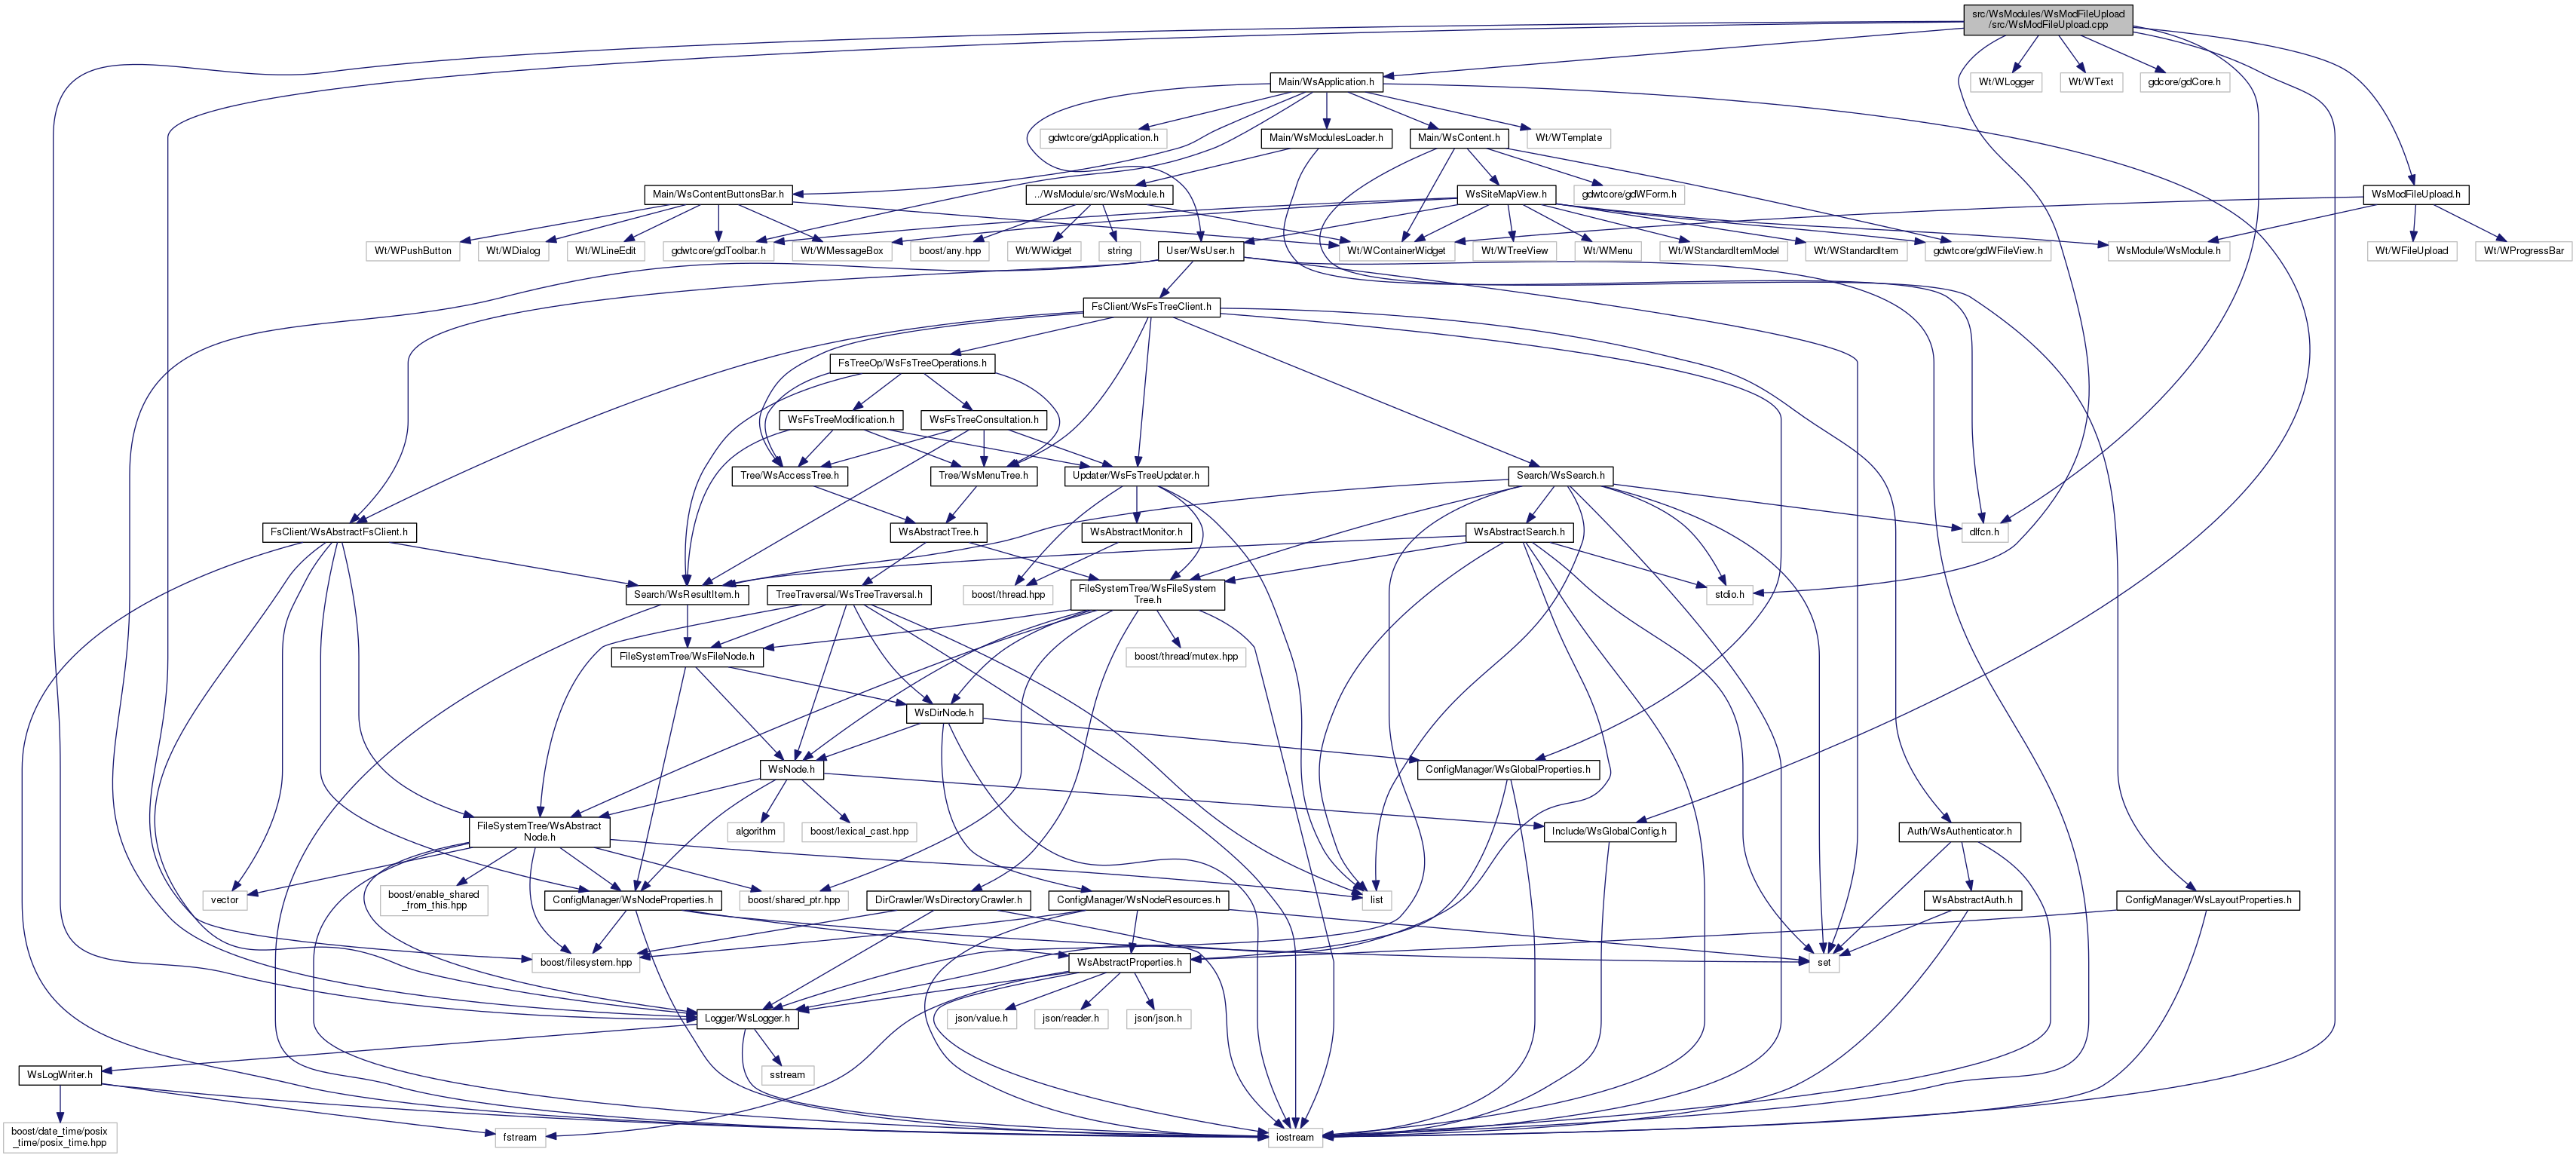 src/WsModules/WsModFileUpload
/src/WsModFileUpload.cpp
Main/WsApplication.h
Wt/WLogger
Wt/WText
gdcore/gdCore.h
gdwtcore/gdApplication.h
Main/WsModulesLoader.h
Main/WsContent.h
Wt/WTemplate
Main/WsContentButtonsBar.h
../WsModule/src/WsModule.h
WsSiteMapView.h
gdwtcore/gdWForm.h
WsModFileUpload.h
Wt/WPushButton
Wt/WDialog
Wt/WLineEdit
gdwtcore/gdToolbar.h
Wt/WMessageBox
boost/any.hpp
Wt/WWidget
string
User/WsUser.h
Wt/WContainerWidget
Wt/WTreeView
Wt/WMenu
Wt/WStandardItemModel
Wt/WStandardItem
gdwtcore/gdWFileView.h
WsModule/WsModule.h
Wt/WFileUpload
Wt/WProgressBar
FsClient/WsFsTreeClient.h
FsTreeOp/WsFsTreeOperations.h
WsFsTreeModification.h
WsFsTreeConsultation.h
Tree/WsAccessTree.h
Tree/WsMenuTree.h
Updater/WsFsTreeUpdater.h
Search/WsSearch.h
FsClient/WsAbstractFsClient.h
WsAbstractTree.h
WsAbstractMonitor.h
WsAbstractSearch.h
dlfcn.h
Search/WsResultItem.h
TreeTraversal/WsTreeTraversal.h
boost/thread.hpp
FileSystemTree/WsFileSystem
Tree.h
stdio.h
FileSystemTree/WsFileNode.h
boost/thread/mutex.hpp
WsDirNode.h
WsNode.h
ConfigManager/WsGlobalProperties.h
FileSystemTree/WsAbstract
Node.h
algorithm
boost/lexical_cast.hpp
Include/WsGlobalConfig.h
Auth/WsAuthenticator.h
vector
boost/enable_shared
_from_this.hpp
ConfigManager/WsNodeProperties.h
boost/shared_ptr.hpp
DirCrawler/WsDirectoryCrawler.h
ConfigManager/WsNodeResources.h
list
WsAbstractAuth.h
ConfigManager/WsLayoutProperties.h
boost/filesystem.hpp
WsAbstractProperties.h
set
Logger/WsLogger.h
json/value.h
json/reader.h
json/json.h
WsLogWriter.h
sstream
boost/date_time/posix
_time/posix_time.hpp
fstream
iostream